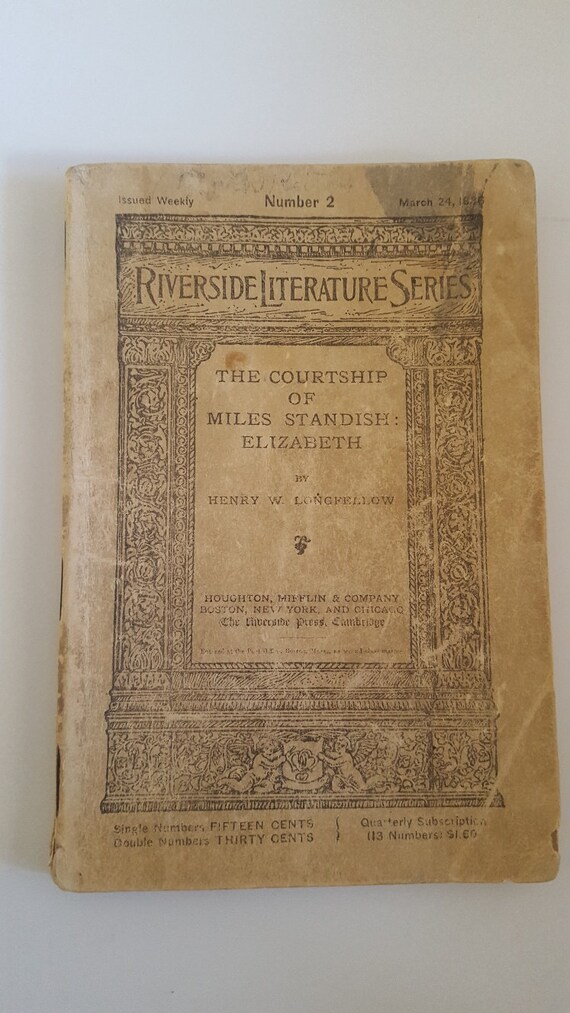 Issued Weekly Number 2 March 24,
RIVERSIDE LITERATURE SERIES
THE COURTSHIP
OF
MILES STANDISH:
ELIZABETH
BY
HENRY W. LONGFELLOW
HOUGHTON, MIFFLIN & COMPANY
BOSTON, NEW YORK, AND CHICAGO
The Riverside Press, Cambridge
Single Numbers FIFTEEN CENTS
Double Numbers THIRTY CENTS
Quarterly Subscription
(13 Numbers) $1.60